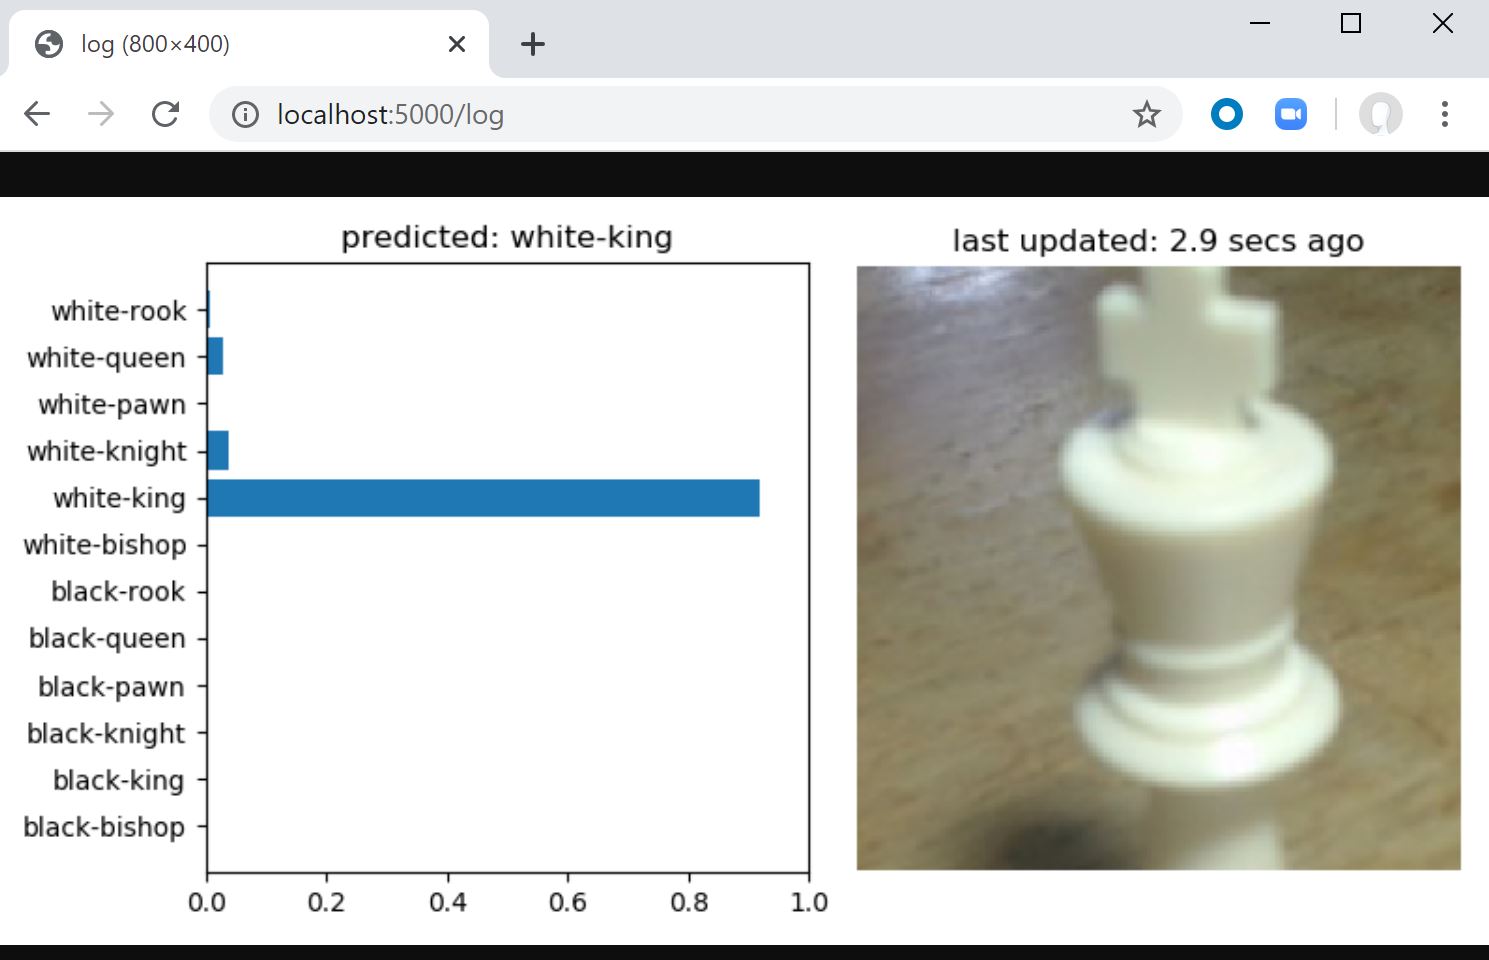 log (800×400)
localhost:5000/log
predicted: white-king
white-rook
white-queen
white-pawn
white-knight
white-king
white-bishop
black-rook
black-queen
black-pawn
black-knight
black-king
black-bishop
0.0 0.2 0.4 0.6 0.8 1.0
last updated: 2.9 secs ago